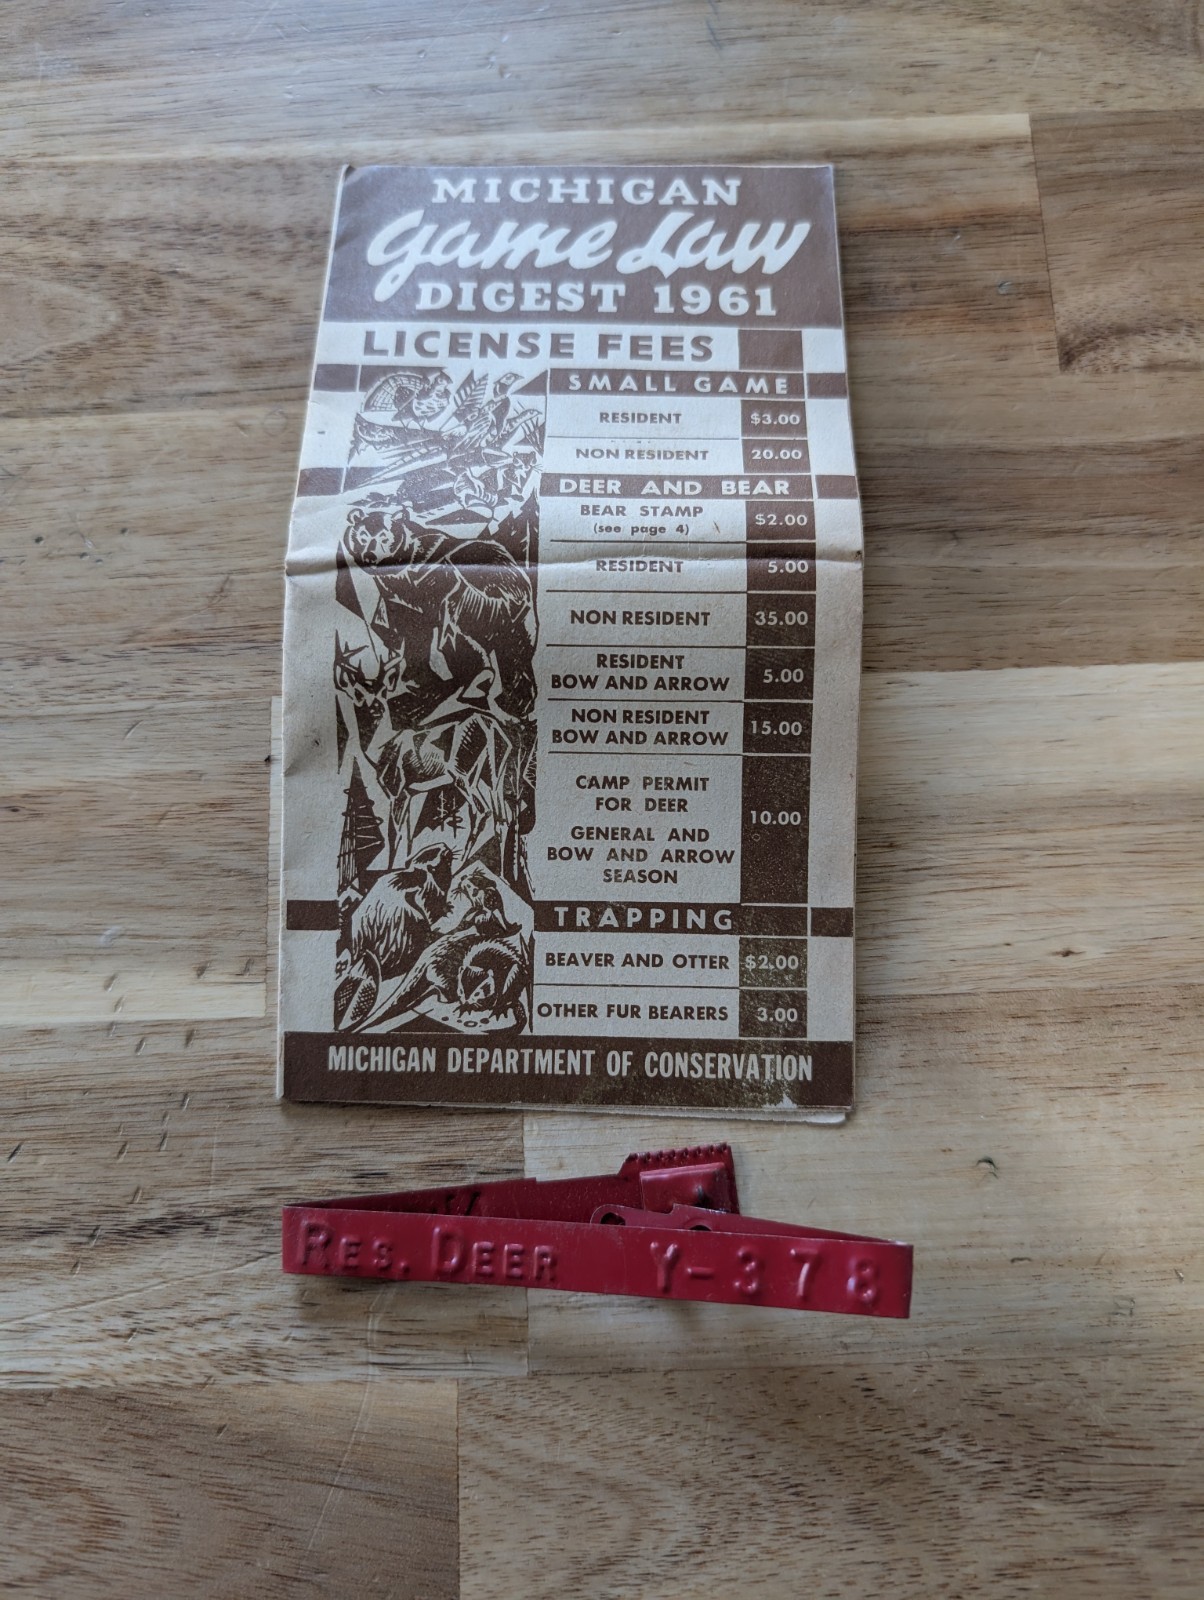 MICHIGAN
Game Law
DIGEST 1961
LICENSE FEES
SMALL GAME
RESIDENT $3.00
NON RESIDENT 20.00
DEER AND BEAR
BEAR STAMP
(see page 4) $2.00
RESIDENT 5.00
NON RESIDENT 35.00
RESIDENT
BOW AND ARROW 5.00
NON RESIDENT
BOW AND ARROW 15.00
CAMP PERMIT
FOR DEER
GENERAL AND
BOW AND ARROW
SEASON
10.00
TRAPPING
BEAVER AND OTTER $2.00
OTHER FUR BEARERS 3.00
MICHIGAN DEPARTMENT OF CONSERVATION
RES. DEER Y-378